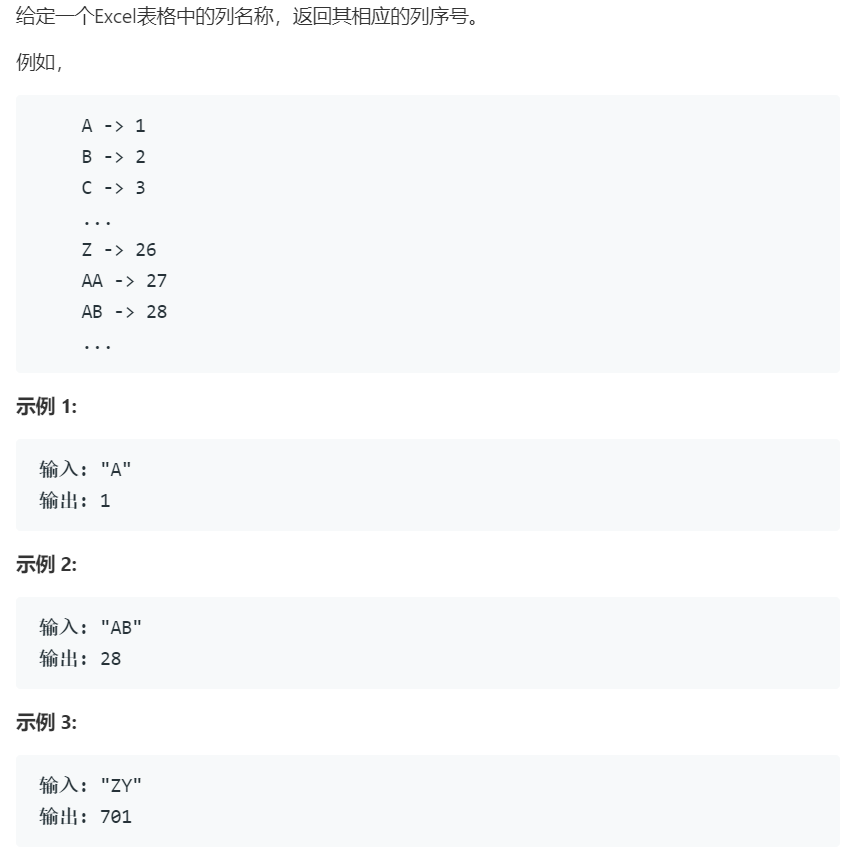 给定一个Excel表格中的列名称，返回其相应的列序号。
例如，
A -> 1
B -> 2
C -> 3
...
Z -> 26
AA -> 27
AB -> 28
...
示例 1:
输入: "A"
输出: 1
示例 2:
输入: "AB"
输出: 28
示例 3:
输入: "ZY"
输出: 701